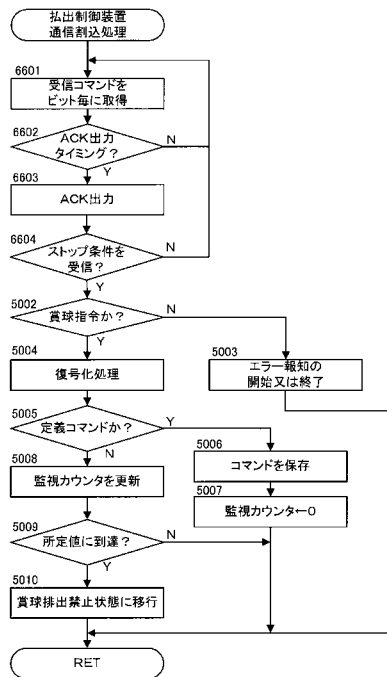 払出制御装置
通信割込処理
6601
受信コマンドを
ビット毎に取得
6602
ACK出力
タイミング？
N
Y
6603
ACK出力
6604
ストップ条件を
受信？
N
Y
5002
賞球指令か？
N
Y
5004
復号化処理
5003
エラー報知の
開始又は終了
5005
定義コマンドか？
Y
N
5006
コマンドを保存
5008
監視カウンタを更新
5007
監視カウンタ←0
5009
所定値に到達？
N
Y
5010
賞球排出禁止状態に移行
RET